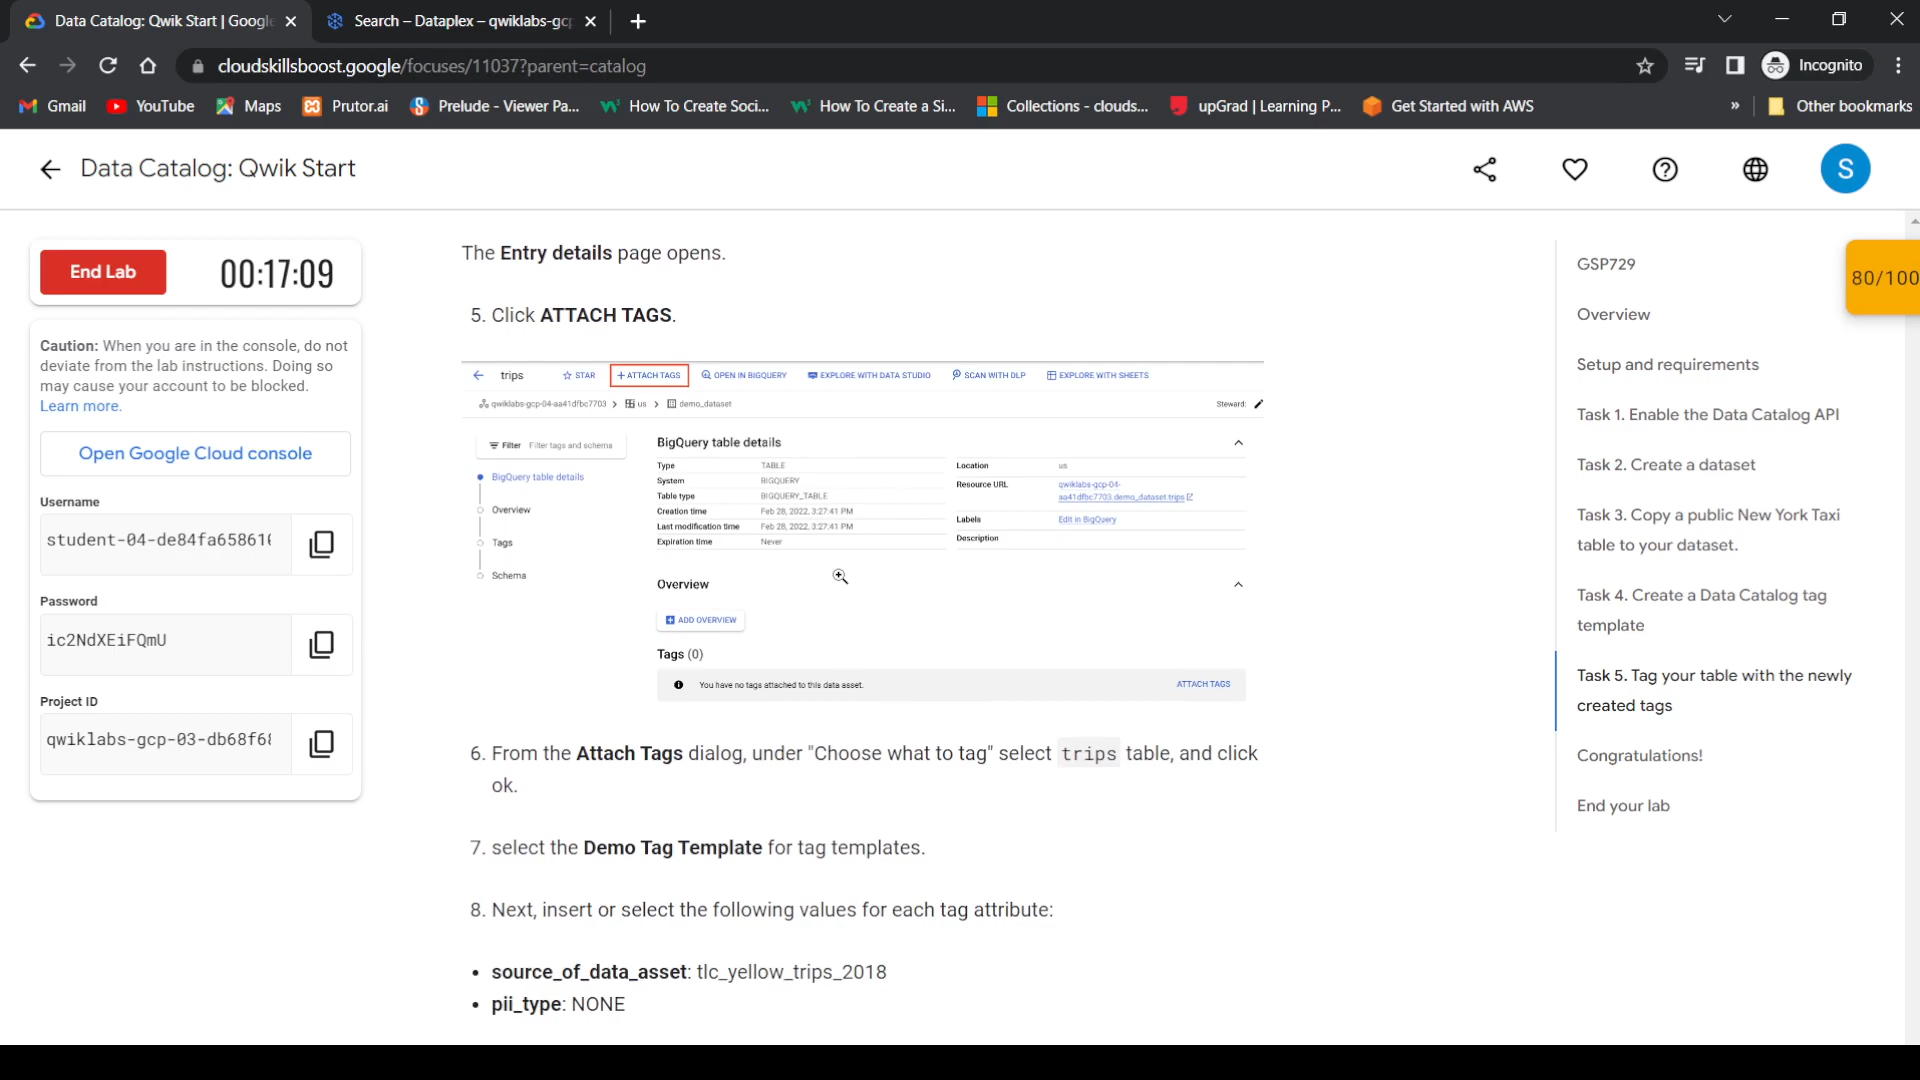 Data Catalog: Qwik Start | Google
Search – Dataplex – qwiklabs-gcp
cloudskillsboost.google/focuses/11037?parent=catalog
Incognito
Gmail
YouTube
Maps
Prutor.ai
Prelude - Viewer Pa...
How To Create Soci...
How To Create a Si...
Collections - clouds...
upGrad | Learning P...
Get Started with AWS
»
Other bookmarks
Data Catalog: Qwik Start
S
End Lab
00:17:09
Caution: When you are in the console, do not
deviate from the lab instructions. Doing so
may cause your account to be blocked.
Learn more.
Open Google Cloud console
Username
student-04-de84fa658616
Password
ic2NdXEiFQmU
Project ID
qwiklabs-gcp-03-db68f68
The Entry details page opens.
5. Click ATTACH TAGS.
trips
STAR
+ ATTACH TAGS
OPEN IN BIGQUERY
EXPLORE WITH DATA STUDIO
SCAN WITH DLP
EXPLORE WITH SHEETS
qwiklabs-gcp-04-aa41dfbc7703 > us > demo_dataset
Steward:
Filter Filter tags and schema
BigQuery table details
Overview
Tags
Schema
BigQuery table details
Type TABLE
System BIGQUERY
Table type BIGQUERY_TABLE
Creation time Feb 28, 2022, 3:27:41 PM
Last modification time Feb 28, 2022, 3:27:41 PM
Expiration time Never
Location us
Resource URL qwiklabs-gcp-04-
aa41dfbc7703.demo_dataset.trips
Labels Edit in BigQuery
Description
Overview
ADD OVERVIEW
Tags (0)
You have no tags attached to this data asset.
ATTACH TAGS
6. From the Attach Tags dialog, under "Choose what to tag" select trips table, and click
ok.
7. select the Demo Tag Template for tag templates.
8. Next, insert or select the following values for each tag attribute:
• source_of_data_asset: tlc_yellow_trips_2018
• pii_type: NONE
GSP729
Overview
Setup and requirements
Task 1. Enable the Data Catalog API
Task 2. Create a dataset
Task 3. Copy a public New York Taxi
table to your dataset.
Task 4. Create a Data Catalog tag
template
Task 5. Tag your table with the newly
created tags
Congratulations!
End your lab
80/100